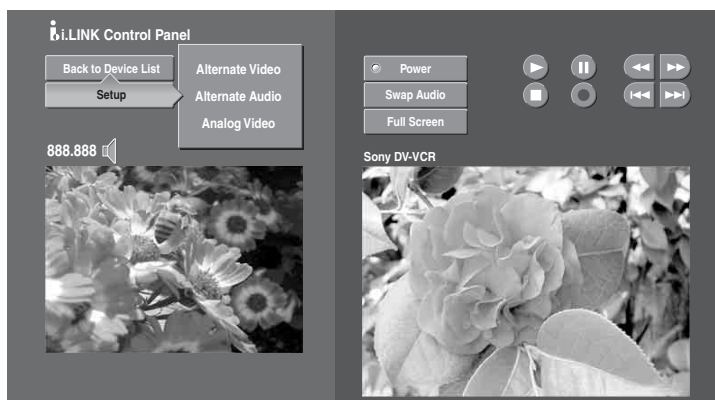 i.LINK Control Panel
Back to Device List
Setup
Alternate Video
Alternate Audio
Analog Video
888.888
Power
Swap Audio
Full Screen
Sony DV-VCR